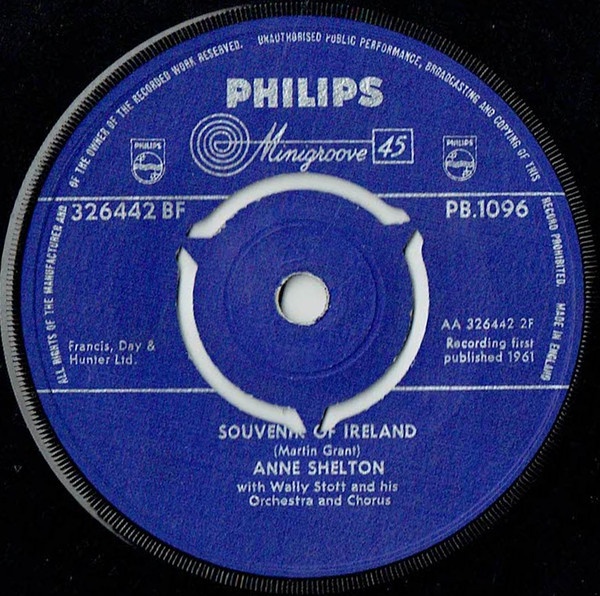 ALL RIGHTS OF THE MANUFACTURER AND OF THE OWNER OF THE RECORDED WORK RESERVED. UNAUTHORISED PUBLIC PERFORMANCE, BROADCASTING AND COPYING OF THIS RECORD PROHIBITED. MADE IN ENGLAND
PHILIPS
Minigroove 45
PHILIPS
PHILIPS
326442 BF
PB.1096
Francis, Day &
Hunter Ltd.
AA 326442 2F
Recording first
published 1961
SOUVENIR OF IRELAND
(Martin Grant)
ANNE SHELTON
with Wally Stott and his
Orchestra and Chorus